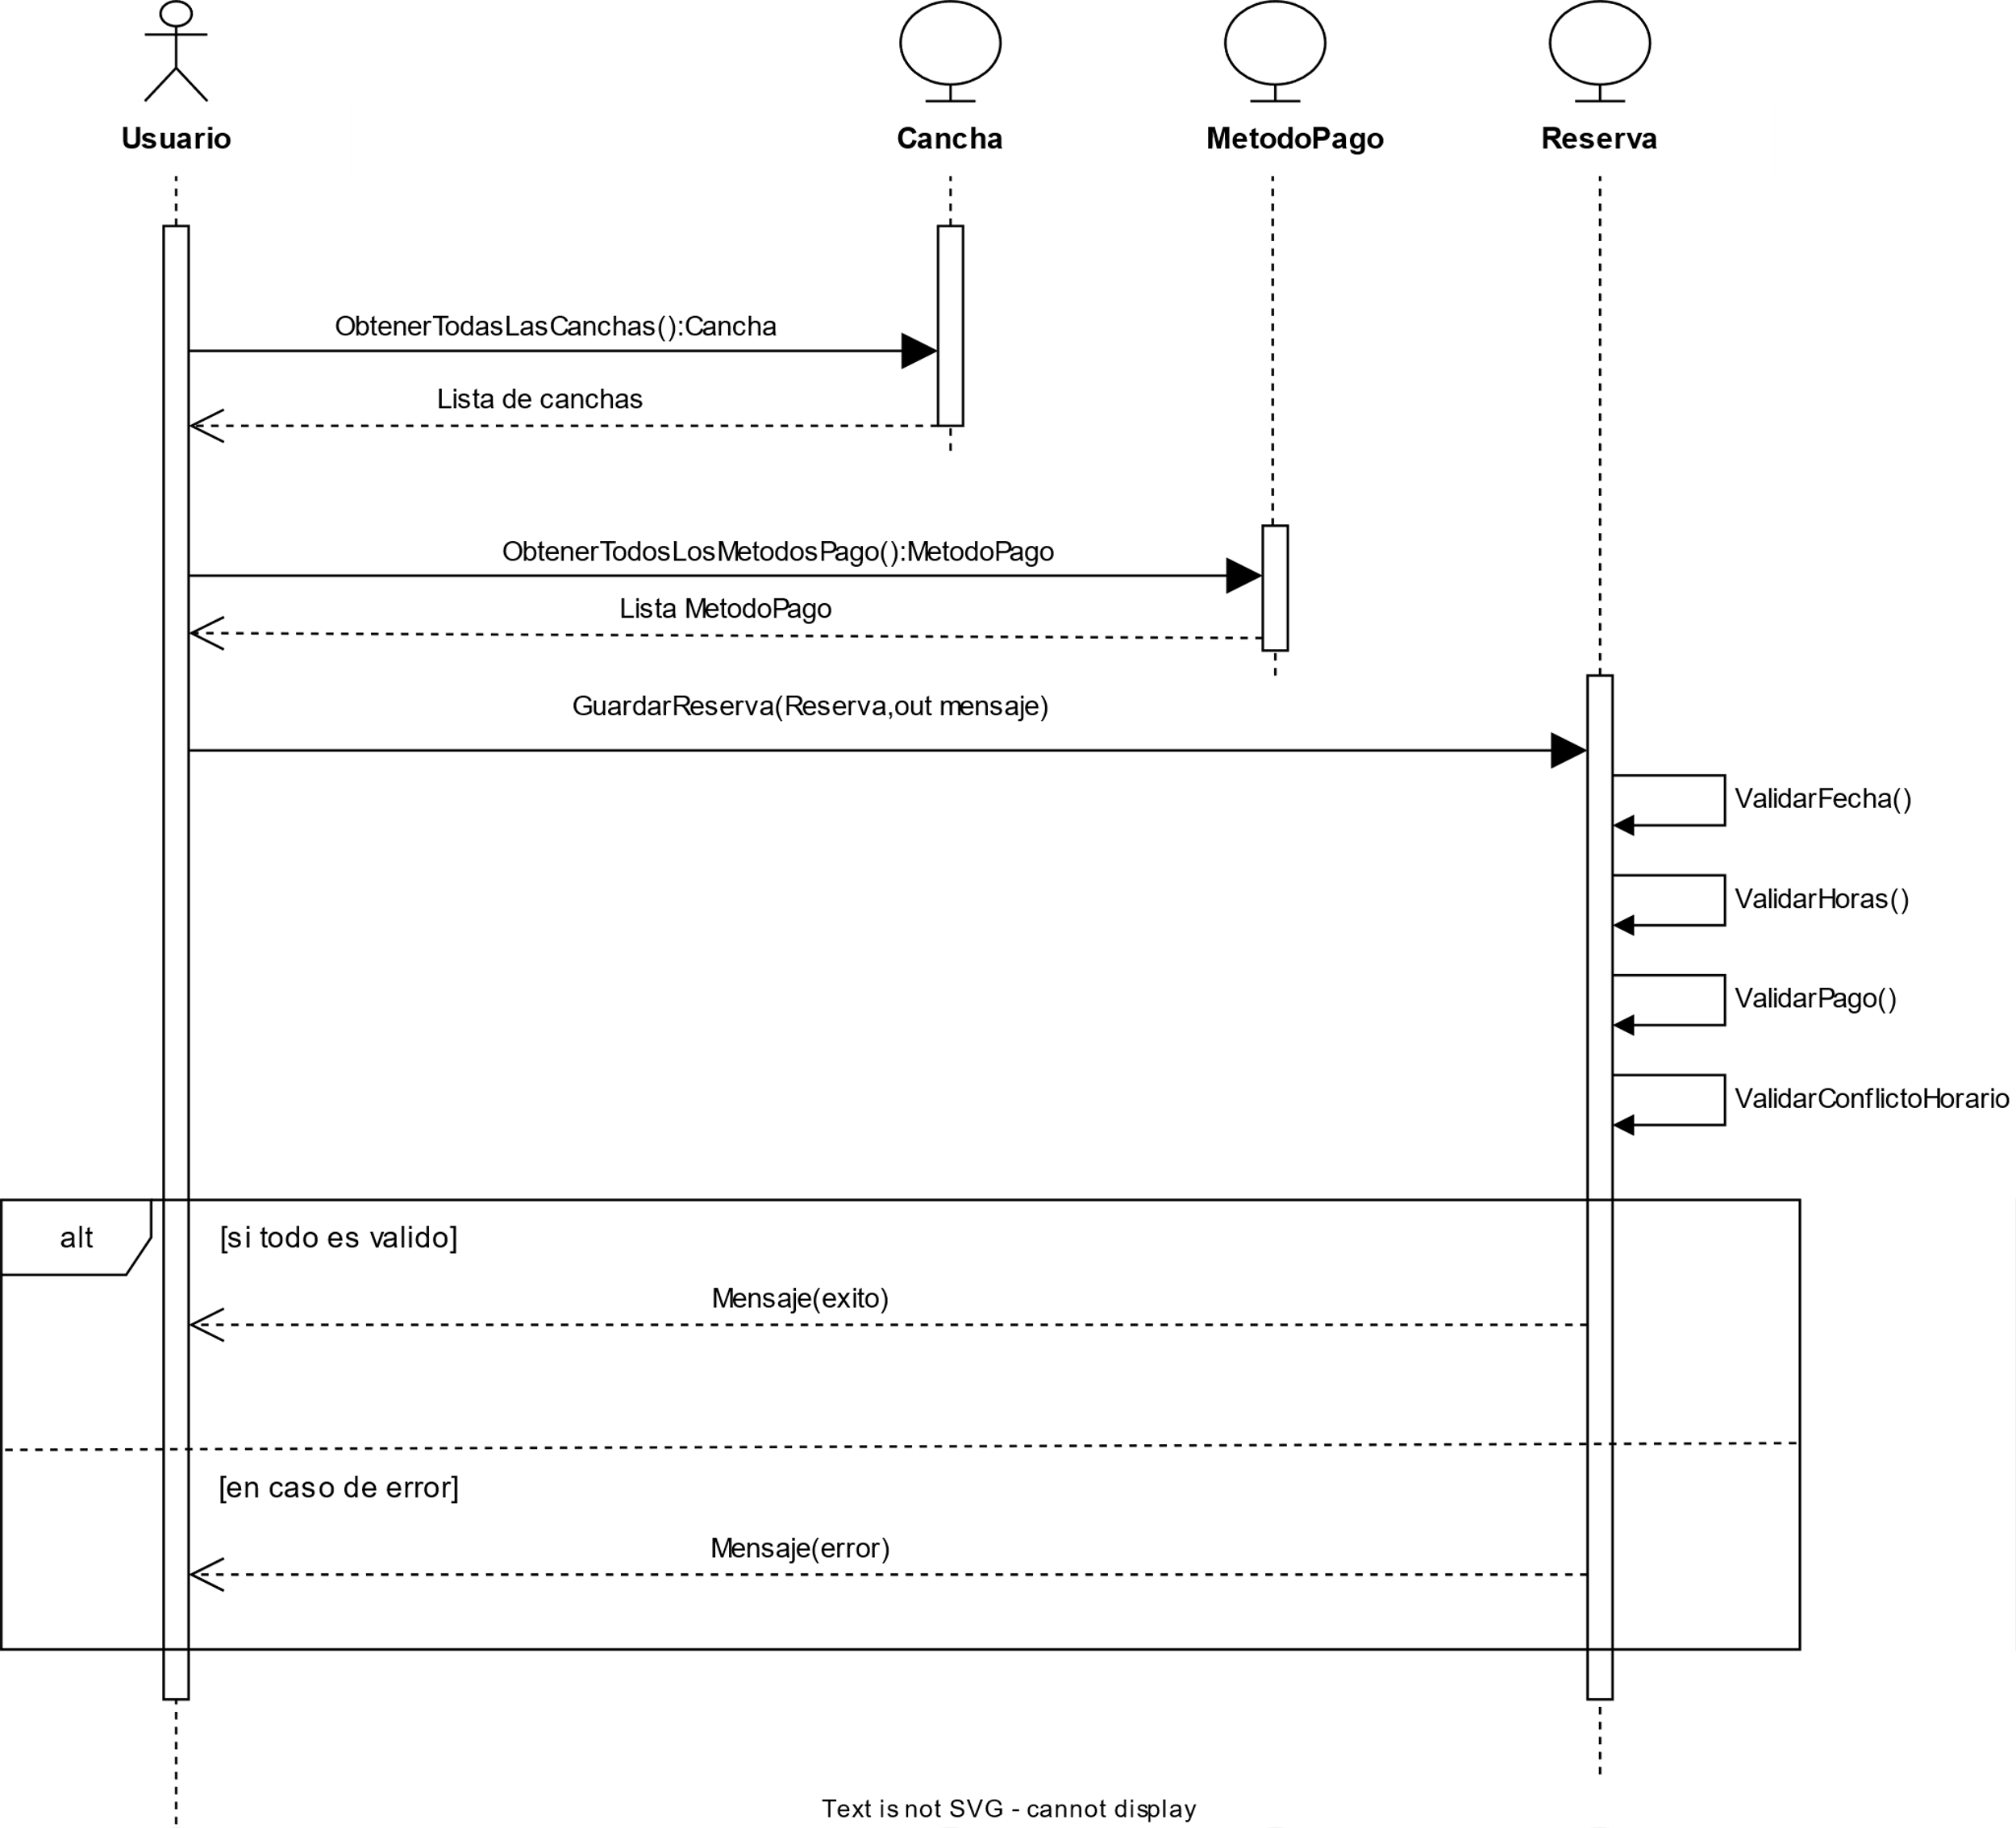 Usuario
Cancha
MetodoPago
Reserva
ObtenerTodasLasCanchas():Cancha
Lista de canchas
ObtenerTodosLosMetodosPago():MetodoPago
Lista MetodoPago
GuardarReserva(Reserva,out mensaje)
ValidarFecha()
ValidarHoras()
ValidarPago()
ValidarConflictoHorario
alt
[si todo es valido]
Mensaje(exito)
[en caso de error]
Mensaje(error)
Text is not SVG - cannot display